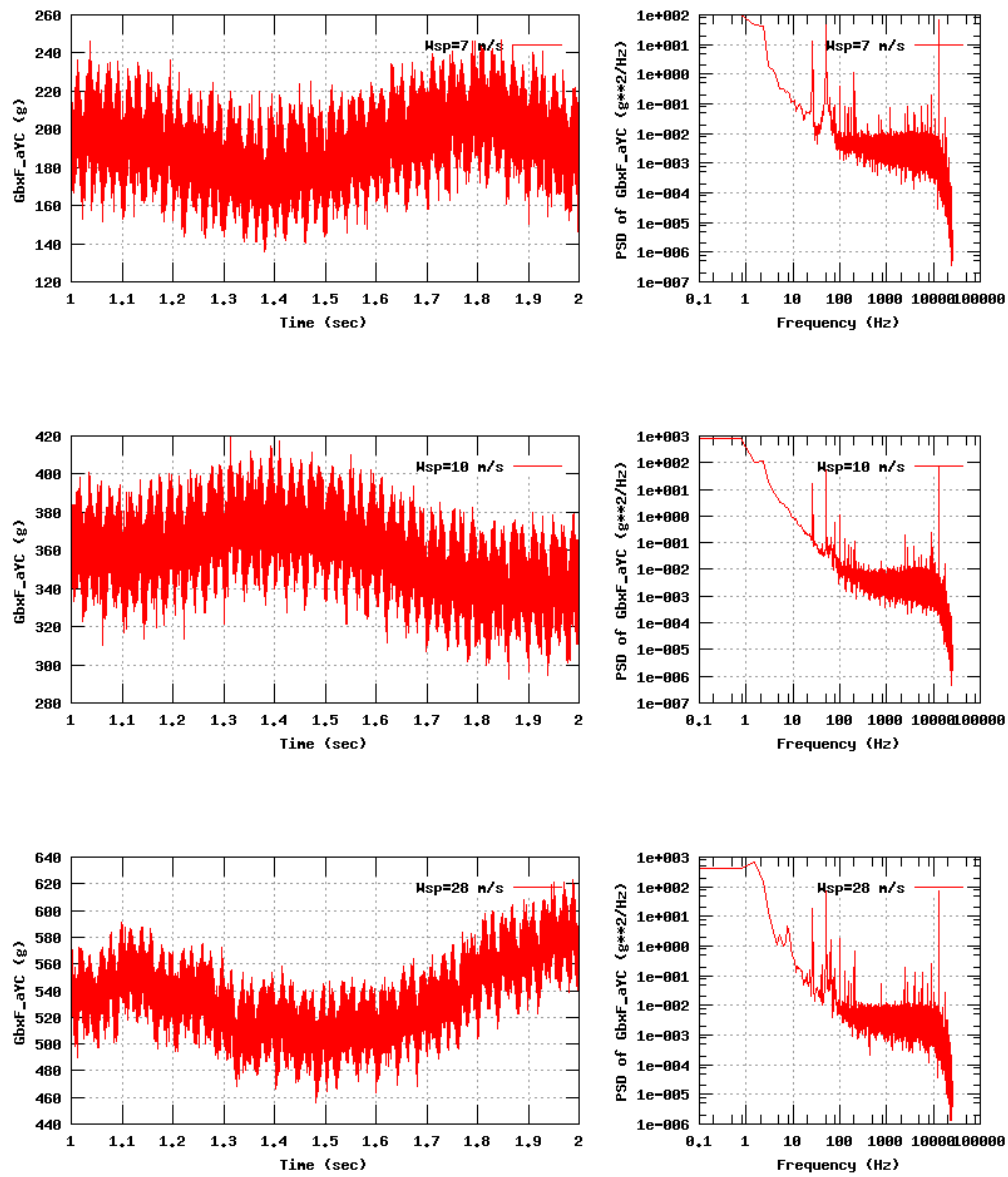 260
240
220
200
180
160
140
120
GbxF_aYC (g)
Wsp=7 m/s
1 1.1 1.2 1.3 1.4 1.5 1.6 1.7 1.8 1.9 2
Time (sec)
1e+002
1e+001
1e+000
1e-001
1e-002
1e-003
1e-004
1e-005
1e-006
1e-007
PSD of GbxF_aYC (g**2/Hz)
Wsp=7 m/s
0.1 1 10 100 1000 10000 100000
Frequency (Hz)
420
400
380
360
340
320
300
280
GbxF_aYC (g)
Wsp=10 m/s
1 1.1 1.2 1.3 1.4 1.5 1.6 1.7 1.8 1.9 2
Time (sec)
1e+003
1e+002
1e+001
1e+000
1e-001
1e-002
1e-003
1e-004
1e-005
1e-006
1e-007
PSD of GbxF_aYC (g**2/Hz)
Wsp=10 m/s
0.1 1 10 100 1000 10000 100000
Frequency (Hz)
640
620
600
580
560
540
520
500
480
460
440
GbxF_aYC (g)
Wsp=28 m/s
1 1.1 1.2 1.3 1.4 1.5 1.6 1.7 1.8 1.9 2
Time (sec)
1e+003
1e+002
1e+001
1e+000
1e-001
1e-002
1e-003
1e-004
1e-005
1e-006
PSD of GbxF_aYC (g**2/Hz)
Wsp=28 m/s
0.1 1 10 100 1000 10000 100000
Frequency (Hz)